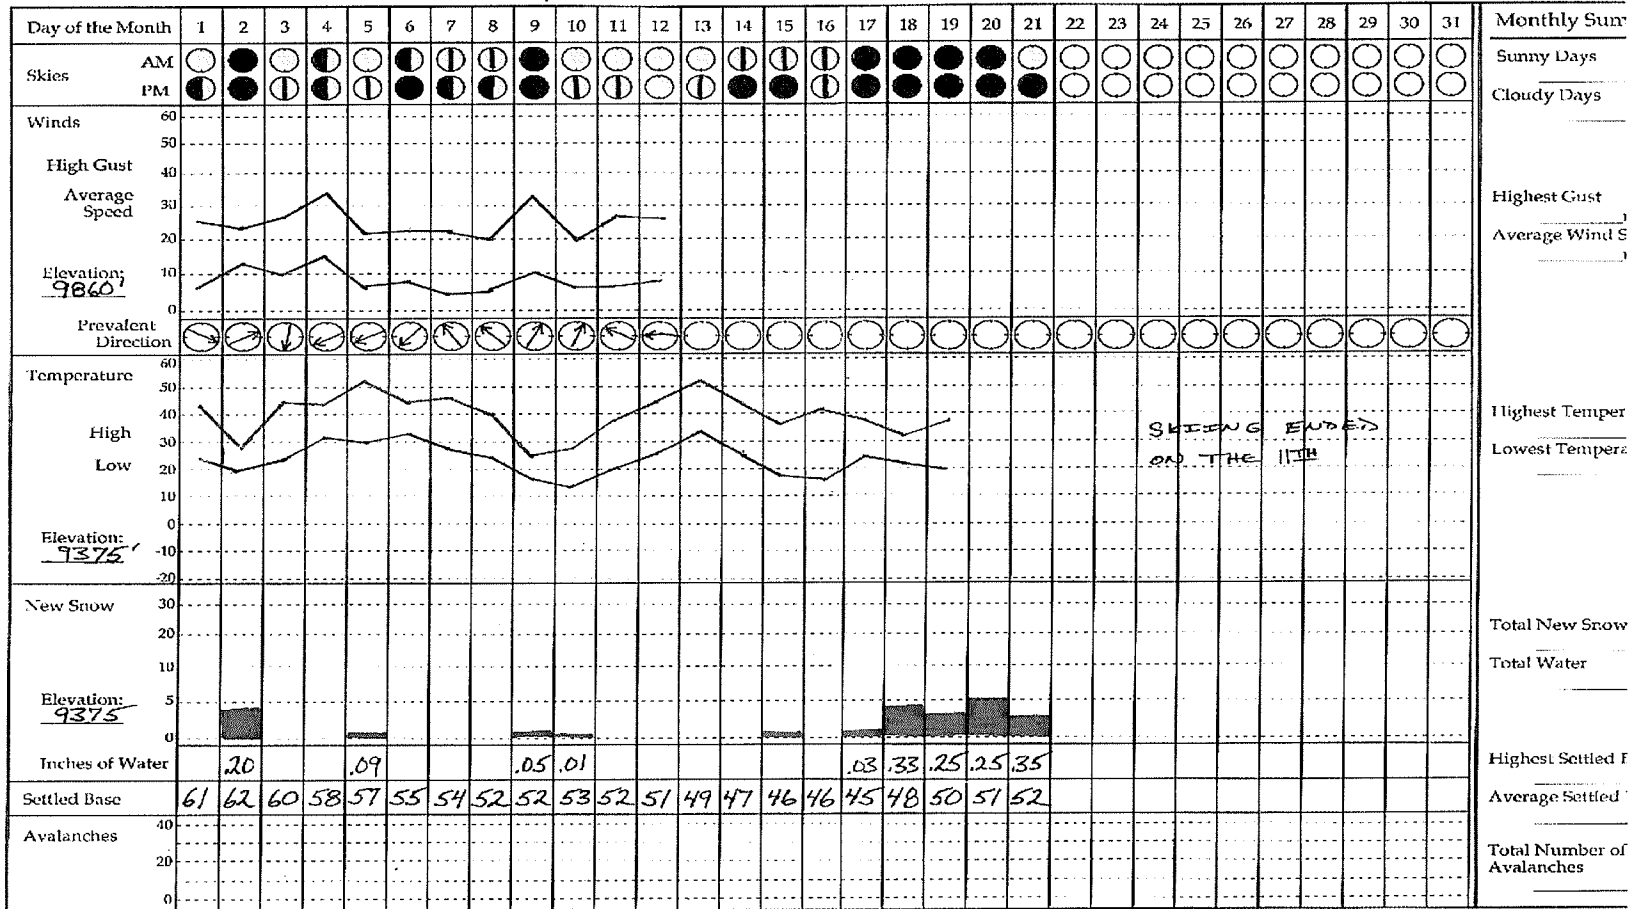 Day of the Month 1 2 3 4 5 6 7 8 9 10 11 12 13 14 15 16 17 18 19 20 21 22 23 24 25 26 27 28 29 30 31 Monthly Sum
Skies
AM
PM
Sunny Days
Cloudy Days
Winds
60
50
High Gust
40
Average Speed
30
20
Elevation: 10
9860'
0
Highest Gust
Average Wind S
Prevalent
Direction
Temperature
60
50
40
High
30
Low
20
10
0
Elevation:
9375'
-10
-20
SKIING ENDED
ON THE 11TH
Highest Temper
Lowest Tempera
New Snow 30
20
10
Elevation: 5
9375'
0
Total New Snow
Total Water
Inches of Water .20 .09 .05 .01 .03 .33 .25 .25 .35
Highest Settled
Settled Base 61 62 60 58 57 55 54 52 52 53 52 51 49 47 46 46 45 48 50 51 52
Average Settled
Avalanches
40
20
0
Total Number of
Avalanches